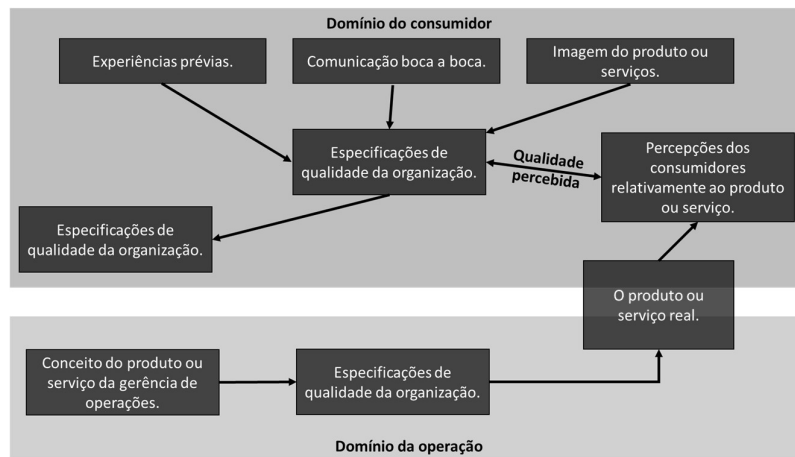 Domínio do consumidor
Experiências prévias.
Comunicação boca a boca.
Imagem do produto ou
serviços.
Especificações de
qualidade da organização.
Qualidade
percebida
Percepções dos
consumidores
relativamente ao produto
ou serviço.
Especificações de
qualidade da organização.
O produto ou
serviço real.
Conceito do produto ou
serviço da gerência de
operações.
Especificações de
qualidade da organização.
Domínio da operação